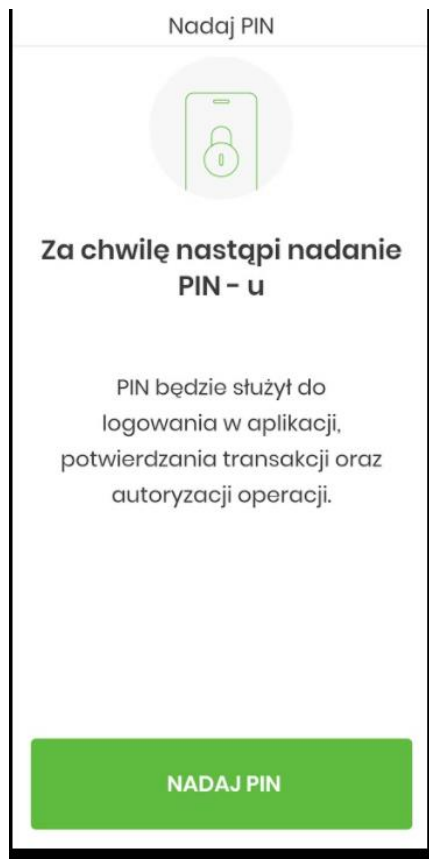 Nadaj PIN
Za chwilę nastąpi nadanie
PIN - u
PIN będzie służył do
logowania w aplikacji,
potwierdzania transakcji oraz
autoryzacji operacji.
NADAJ PIN